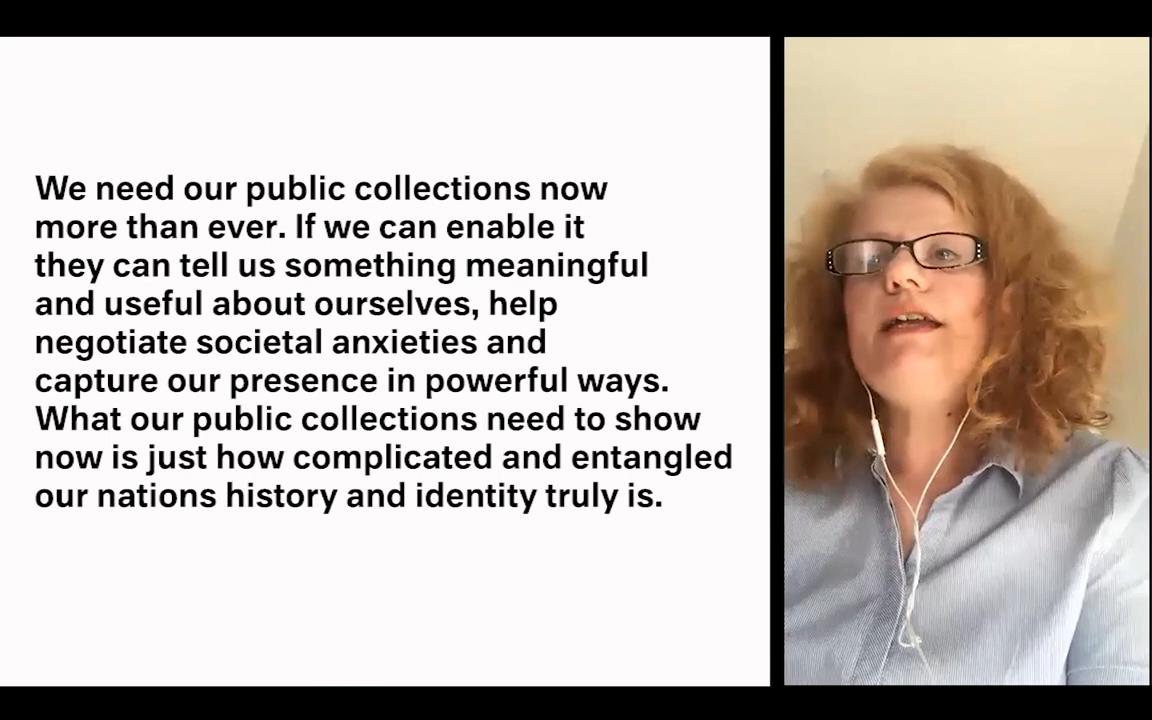 We need our public collections now
more than ever. If we can enable it
they can tell us something meaningful
and useful about ourselves, help
negotiate societal anxieties and
capture our presence in powerful ways.
What our public collections need to show
now is just how complicated and entangled
our nations history and identity truly is.